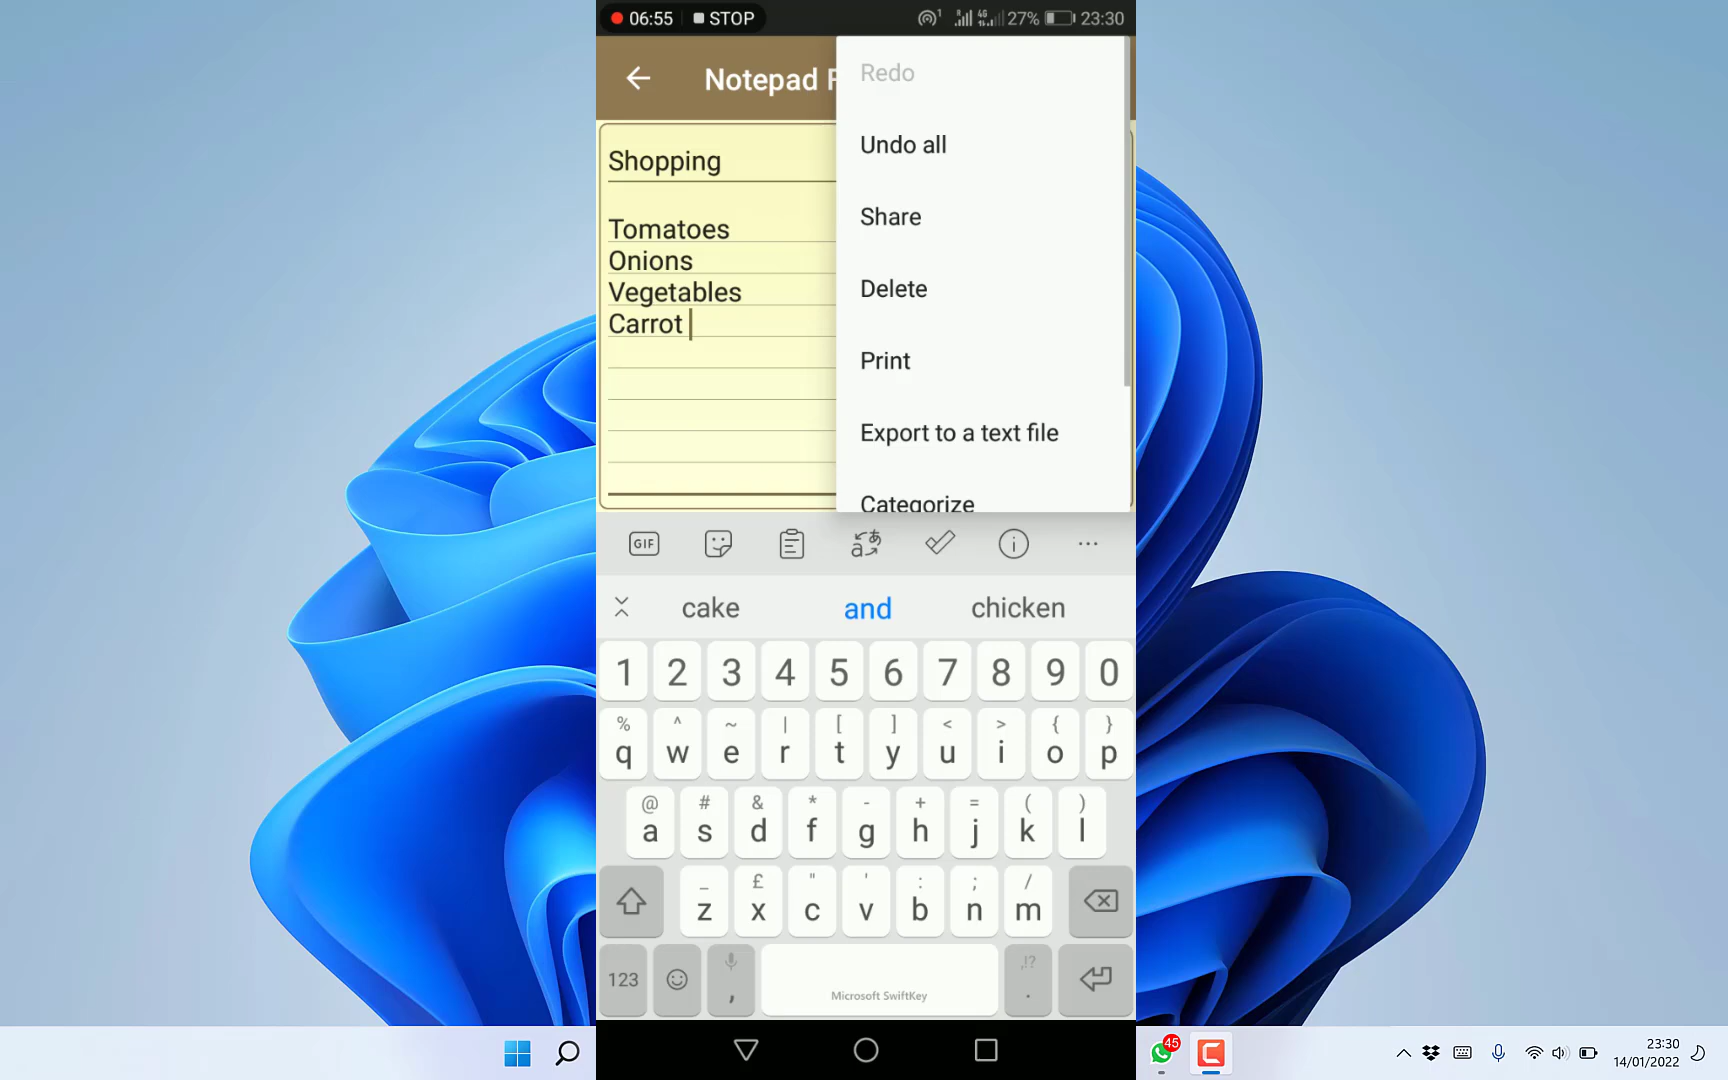 06:55 STOP
4G 27% 23:30
Notepad
Redo
Undo all
Share
Delete
Print
Export to a text file
Categorize
Shopping
Tomatoes
Onions
Vegetables
Carrot
GIF
cake and chicken
1 2 3 4 5 6 7 8 9 0
% ^ ~ | [ ] < > { }
q w e r t y u i o p
@ # & * - + = ( )
a s d f g h j k l
_ £ " ' : ; /
z x c v b n m
,!?
123 , Microsoft SwiftKey .
45
23:30
14/01/2022